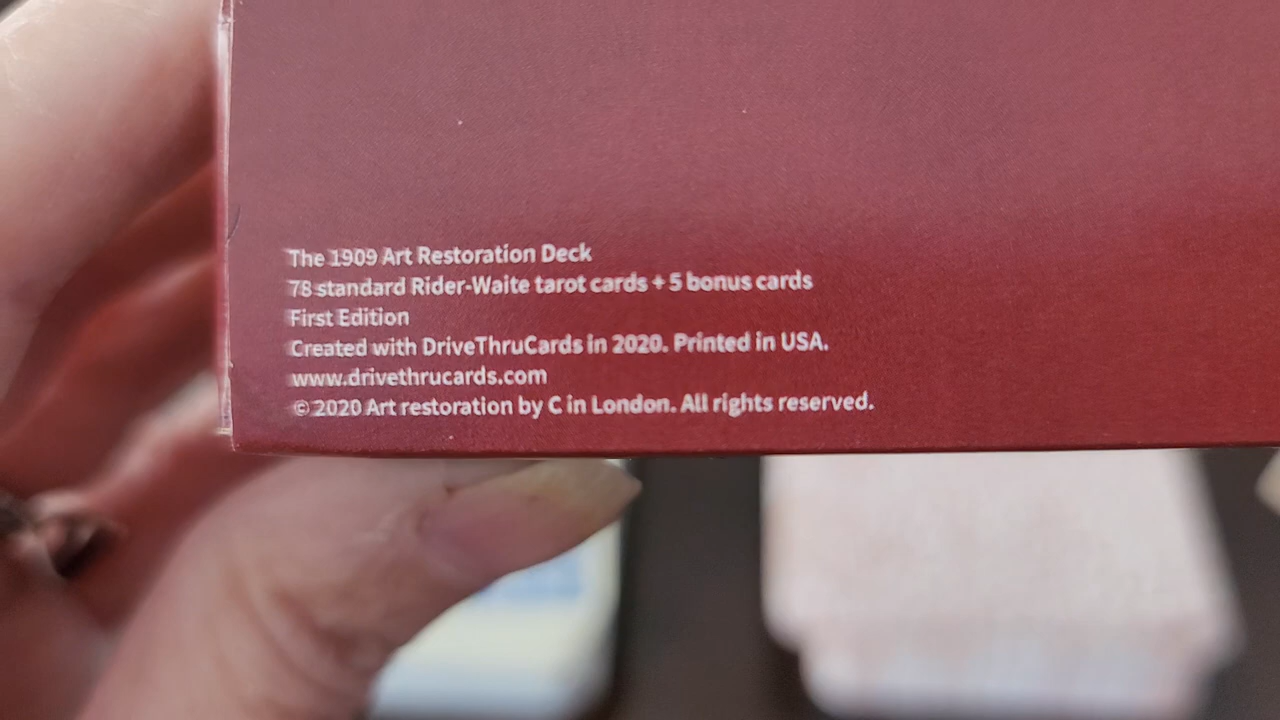 The 1909 Art Restoration Deck
78 standard Rider-Waite tarot cards + 5 bonus cards
First Edition
Created with DriveThruCards in 2020. Printed in USA.
www.drivethrucards.com
© 2020 Art restoration by C in London. All rights reserved.